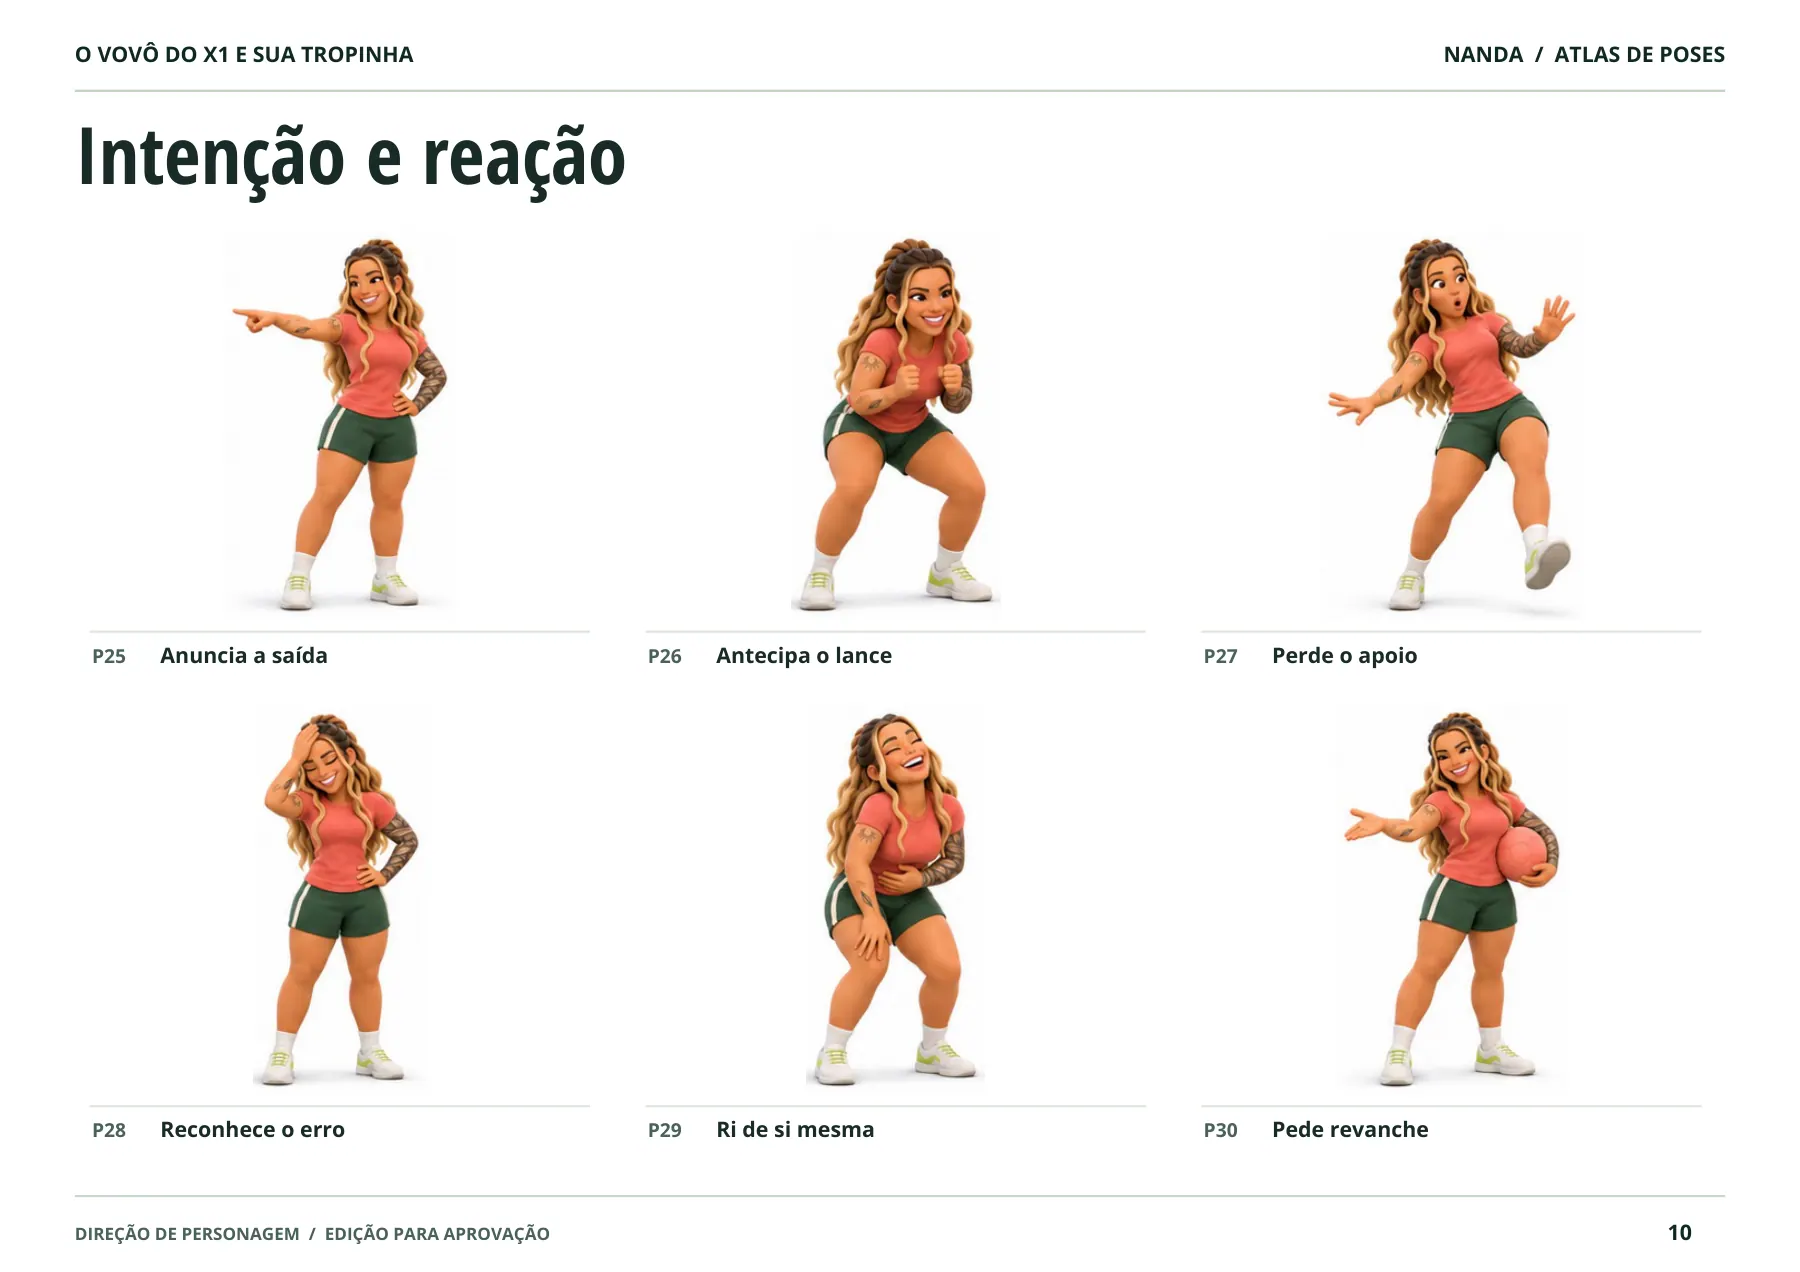 O VOVÔ DO X1 E SUA TROPINHA
NANDA / ATLAS DE POSES
Intenção e reação
P25 Anuncia a saída
P26 Antecipa o lance
P27 Perde o apoio
P28 Reconhece o erro
P29 Ri de si mesma
P30 Pede revanche
DIREÇÃO DE PERSONAGEM / EDIÇÃO PARA APROVAÇÃO
10